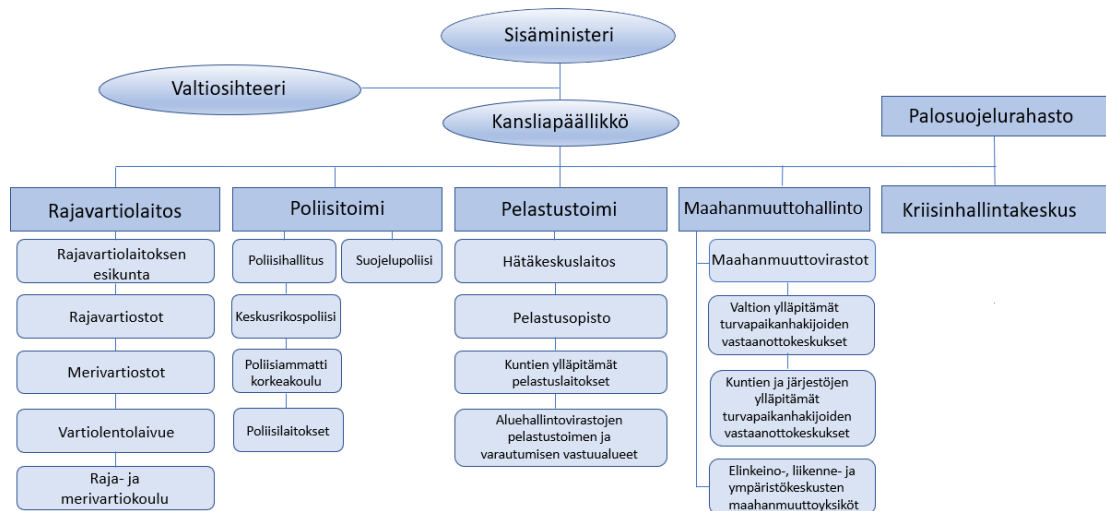 Sisäministeri
Valtiosihteeri
Kansliapäällikkö
Palosuojelurahasto
Rajavartiolaitos
Poliisitoimi
Pelastustoimi
Maahanmuuttohallinto
Kriisinhallintakeskus
Rajavartiolaitoksen
esikunta
Rajavartiostot
Merivartiostot
Vartiolentolaivue
Raja- ja
merivartiokoulu
Poliisihallitus
Suojelupoliisi
Keskusrikospoliisi
Poliisiammatti
korkeakoulu
Poliisilaitokset
Hätäkeskuslaitos
Pelastusopisto
Kuntien ylläpitämät
pelastuslaitokset
Aluehallintovirastojen
pelastustoimen ja
varautumisen vastuualueet
Maahanmuuttovirastot
Valtion ylläpitämät
turvapaikanhakijoiden
vastaanottokeskukset
Kuntien ja järjestöjen
ylläpitämät
turvapaikanhakijoiden
vastaanottokeskukset
Elinkeino-, liikenne- ja
ympäristökeskusten
maahanmuuttoyksiköt